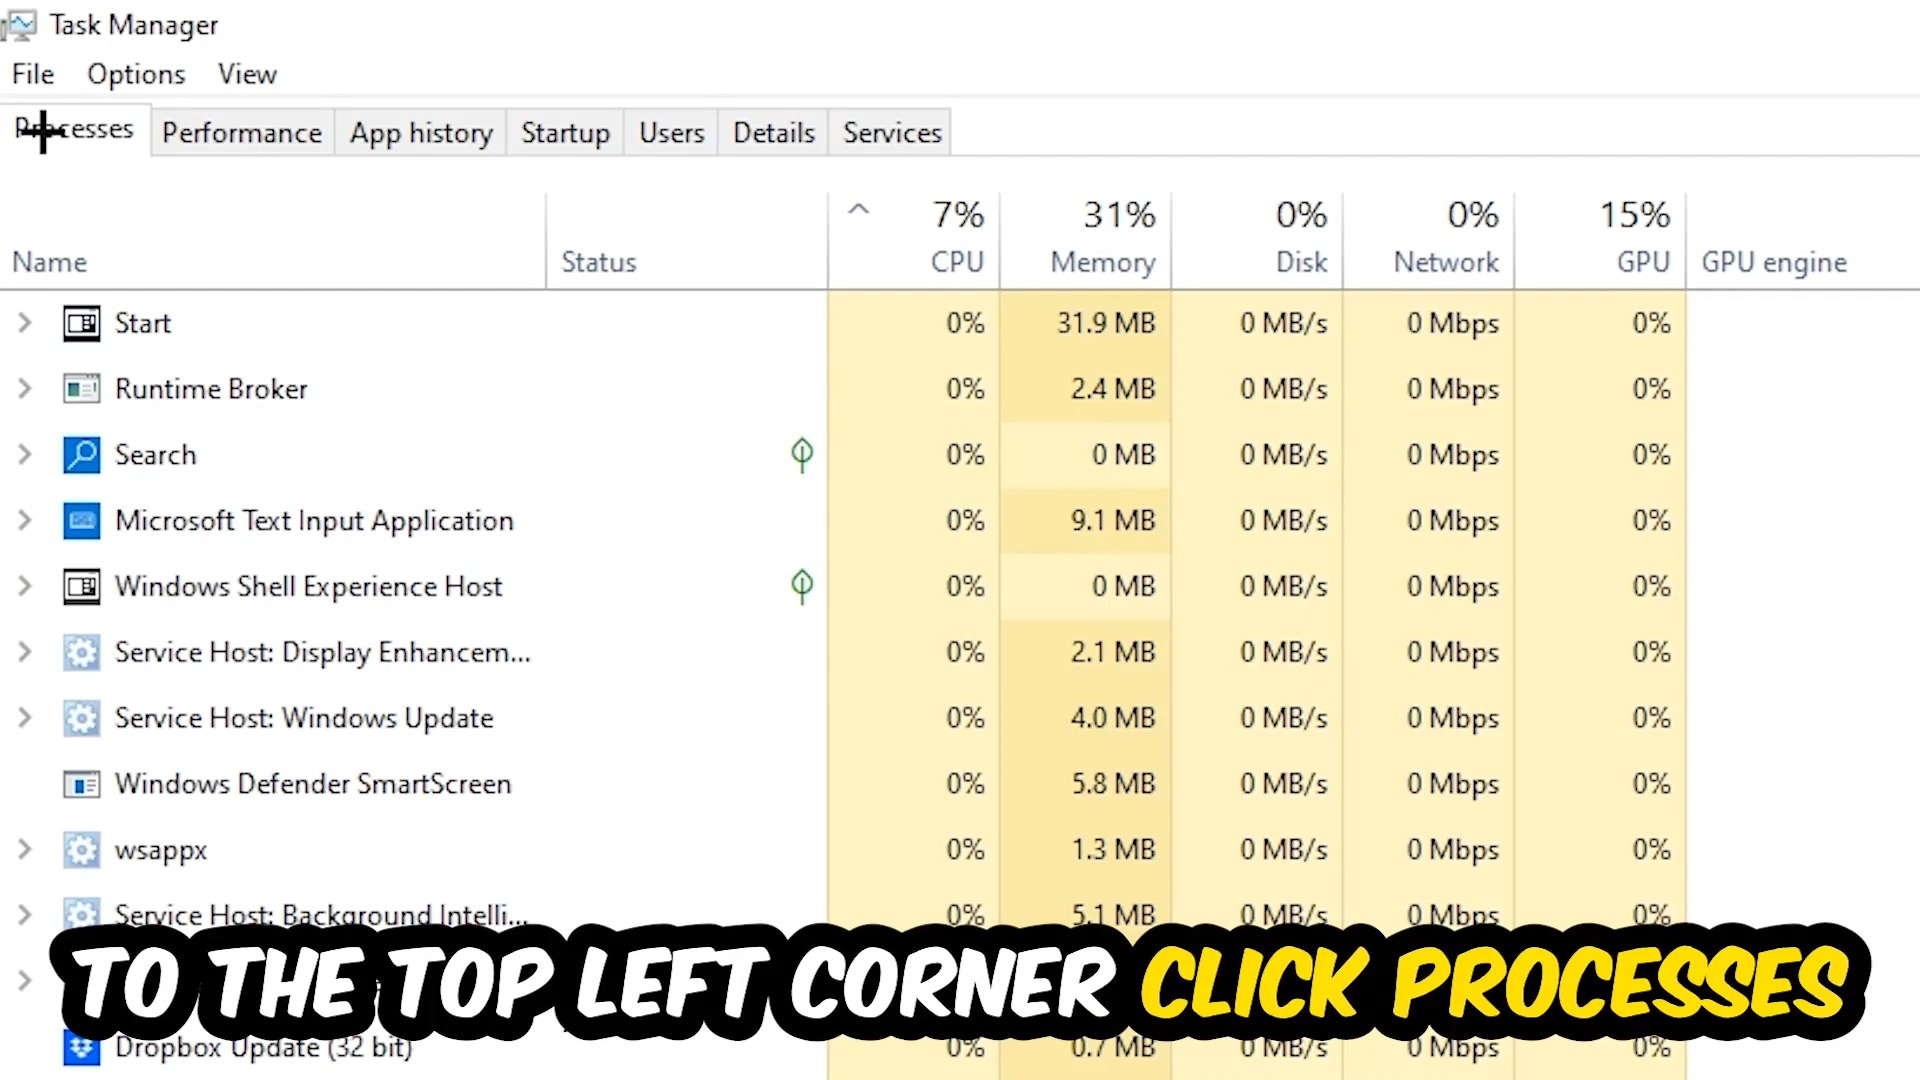 Task Manager
File Options View
Processes Performance App history Startup Users Details Services
7% 31% 0% 0% 15%
Name Status CPU Memory Disk Network GPU GPU engine
Start 0% 31.9 MB 0 MB/s 0 Mbps 0%
Runtime Broker 0% 2.4 MB 0 MB/s 0 Mbps 0%
Search 0% 0 MB 0 MB/s 0 Mbps 0%
Microsoft Text Input Application 0% 9.1 MB 0 MB/s 0 Mbps 0%
Windows Shell Experience Host 0% 0 MB 0 MB/s 0 Mbps 0%
Service Host: Display Enhancem... 0% 2.1 MB 0 MB/s 0 Mbps 0%
Service Host: Windows Update 0% 4.0 MB 0 MB/s 0 Mbps 0%
Windows Defender SmartScreen 0% 5.8 MB 0 MB/s 0 Mbps 0%
wsappx 0% 1.3 MB 0 MB/s 0 Mbps 0%
Service Host: Background Intelli... 0% 5.1 MB 0 MB/s 0 Mbps 0%
TO THE TOP LEFT CORNER CLICK PROCESSES
Dropbox Update (32 bit) 0% 0.7 MB 0 MB/s 0 Mbps 0%